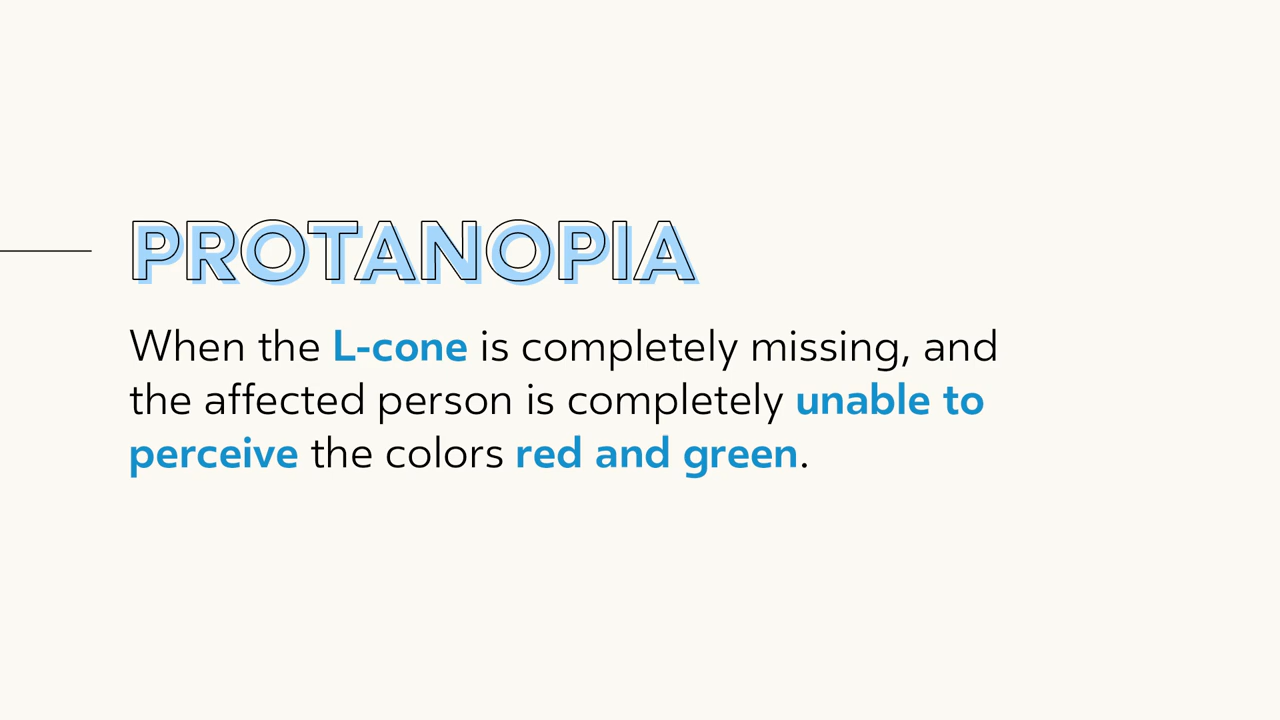 PROTANOPIA
When the L-cone is completely missing, and
the affected person is completely unable to
perceive the colors red and green.